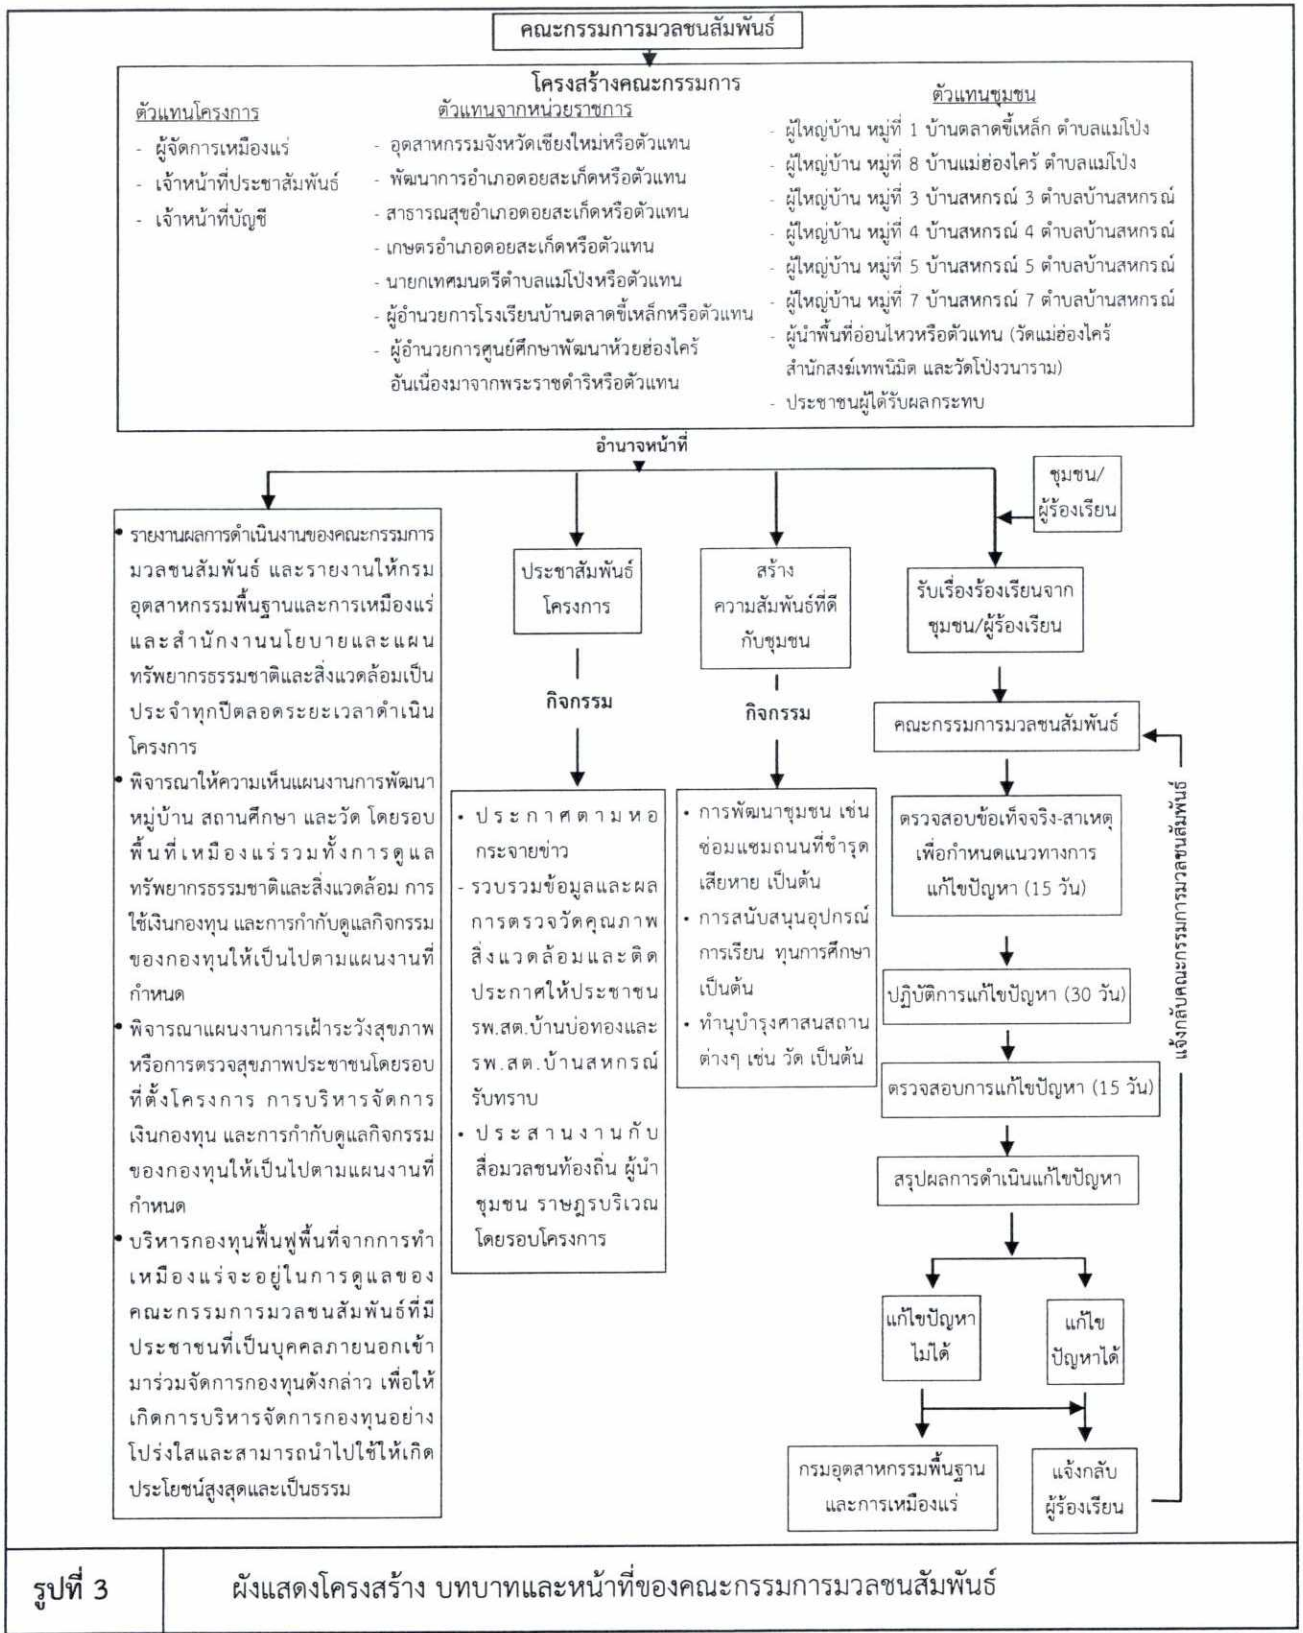 คณะกรรมการมวลชนสัมพันธ์
โครงสร้างคณะกรรมการ
ตัวแทนโครงการ
- ผู้จัดการเหมืองแร่
- เจ้าหน้าที่ประชาสัมพันธ์
- เจ้าหน้าที่บัญชี
ตัวแทนจากหน่วยราชการ
- อุตสาหกรรมจังหวัดเชียงใหม่หรือตัวแทน
- พัฒนาการอำเภอดอยสะเก็ดหรือตัวแทน
- สาธารณสุขอำเภอดอยสะเก็ดหรือตัวแทน
- เกษตรอำเภอดอยสะเก็ดหรือตัวแทน
- นายกเทศมนตรีตำบลแม่โป่งหรือตัวแทน
- ผู้อำนวยการโรงเรียนบ้านตลาดขี้เหล็กหรือตัวแทน
- ผู้อำนวยการศูนย์ศึกษาพัฒนาห้วยฮ่องไคร้
อันเนื่องมาจากพระราชดำริหรือตัวแทน
ตัวแทนชุมชน
- ผู้ใหญ่บ้าน หมู่ที่ 1 บ้านตลาดขี้เหล็ก ตำบลแม่โป่ง
- ผู้ใหญ่บ้าน หมู่ที่ 8 บ้านแม่ฮ่องไคร้ ตำบลแม่โป่ง
- ผู้ใหญ่บ้าน หมู่ที่ 3 บ้านสหกรณ์ 3 ตำบลบ้านสหกรณ์
- ผู้ใหญ่บ้าน หมู่ที่ 4 บ้านสหกรณ์ 4 ตำบลบ้านสหกรณ์
- ผู้ใหญ่บ้าน หมู่ที่ 5 บ้านสหกรณ์ 5 ตำบลบ้านสหกรณ์
- ผู้ใหญ่บ้าน หมู่ที่ 7 บ้านสหกรณ์ 7 ตำบลบ้านสหกรณ์
- ผู้นำพื้นที่อ่อนไหวหรือตัวแทน (วัดแม่ฮ่องไคร้
สำนักสงฆ์เทพนิมิต และวัดโป่งวนาราม)
- ประชาชนผู้ได้รับผลกระทบ
อำนาจหน้าที่
• รายงานผลการดำเนินงานของคณะกรรมการ
มวลชนสัมพันธ์ และรายงานให้กรม
อุตสาหกรรมพื้นฐานและการเหมืองแร่
และสำนักงานนโยบายและแผน
ทรัพยากรธรรมชาติและสิ่งแวดล้อมเป็น
ประจำทุกปีตลอดระยะเวลาดำเนิน
โครงการ
• พิจารณาให้ความเห็นแผนงานการพัฒนา
หมู่บ้าน สถานศึกษา และวัด โดยรอบ
พื้นที่เหมืองแร่รวมทั้งการดูแล
ทรัพยากรธรรมชาติและสิ่งแวดล้อม การ
ใช้เงินกองทุน และการกำกับดูแลกิจกรรม
ของกองทุนให้เป็นไปตามแผนงานที่
กำหนด
• พิจารณาแผนงานการเฝ้าระวังสุขภาพ
หรือการตรวจสุขภาพประชาชนโดยรอบ
ที่ตั้งโครงการ การบริหารจัดการ
เงินกองทุน และการกำกับดูแลกิจกรรม
ของกองทุนให้เป็นไปตามแผนงานที่
กำหนด
• บริหารกองทุนฟื้นฟูพื้นที่จากการทำ
เหมืองแร่จะอยู่ในการดูแลของ
คณะกรรมการมวลชนสัมพันธ์ที่มี
ประชาชนที่เป็นบุคคลภายนอกเข้า
มาร่วมจัดการกองทุนดังกล่าว เพื่อให้
เกิดการบริหารจัดการกองทุนอย่าง
โปร่งใสและสามารถนำไปใช้ให้เกิด
ประโยชน์สูงสุดและเป็นธรรม
ประชาสัมพันธ์
โครงการ
กิจกรรม
• ประกาศตามหอ
กระจายข่าว
- รวบรวมข้อมูลและผล
การตรวจวัดคุณภาพ
สิ่งแวดล้อมและติด
ประกาศให้ประชาชน
รพ.สต.บ้านบ่อทองและ
รพ.สต.บ้านสหกรณ์
รับทราบ
• ประสานงานกับ
สื่อมวลชนท้องถิ่น ผู้นำ
ชุมชน ราษฎรบริเวณ
โดยรอบโครงการ
สร้าง
ความสัมพันธ์ที่ดี
กับชุมชน
กิจกรรม
• การพัฒนาชุมชน เช่น
ซ่อมแซมถนนที่ชำรุด
เสียหาย เป็นต้น
• การสนับสนุนอุปกรณ์
การเรียน ทุนการศึกษา
เป็นต้น
• ทำนุบำรุงศาสนสถาน
ต่างๆ เช่น วัด เป็นต้น
ชุมชน/
ผู้ร้องเรียน
รับเรื่องร้องเรียนจาก
ชุมชน/ผู้ร้องเรียน
คณะกรรมการมวลชนสัมพันธ์
ตรวจสอบข้อเท็จจริง-สาเหตุ
เพื่อกำหนดแนวทางการ
แก้ไขปัญหา (15 วัน)
ปฏิบัติการแก้ไขปัญหา (30 วัน)
ตรวจสอบการแก้ไขปัญหา (15 วัน)
สรุปผลการดำเนินแก้ไขปัญหา
แก้ไขปัญหา
ไม่ได้
แก้ไข
ปัญหาได้
กรมอุตสาหกรรมพื้นฐาน
และการเหมืองแร่
แจ้งกลับ
ผู้ร้องเรียน
แจ้งกลับคณะกรรมการมวลชนสัมพันธ์
รูปที่ 3
ผังแสดงโครงสร้าง บทบาทและหน้าที่ของคณะกรรมการมวลชนสัมพันธ์